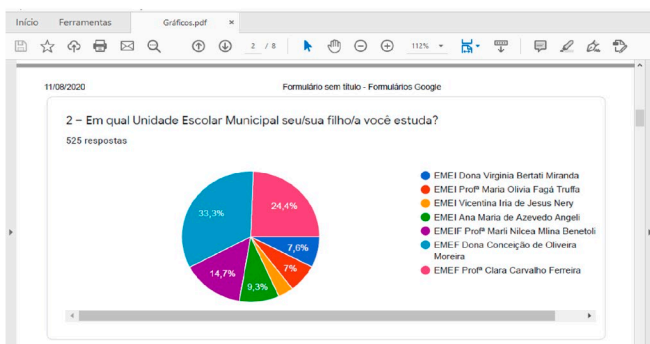 Início Ferramentas Gráficos.pdf ×
2 / 8 112%
11/08/2020 Formulário sem título - Formulários Google
2 – Em qual Unidade Escolar Municipal seu/sua filho/a você estuda?
525 respostas
EMEI Dona Virginia Bertati Miranda
EMEI Profª Maria Olivia Fagá Truffa
EMEI Vicentina Iria de Jesus Nery
EMEI Ana Maria de Azevedo Angeli
EMEIF Profª Marli Nilcea Mlina Benetoli
EMEF Dona Conceição de Oliveira
Moreira
EMEF Profª Clara Carvalho Ferreira
33,3%
24,4%
7,6%
7%
9,3%
14,7%